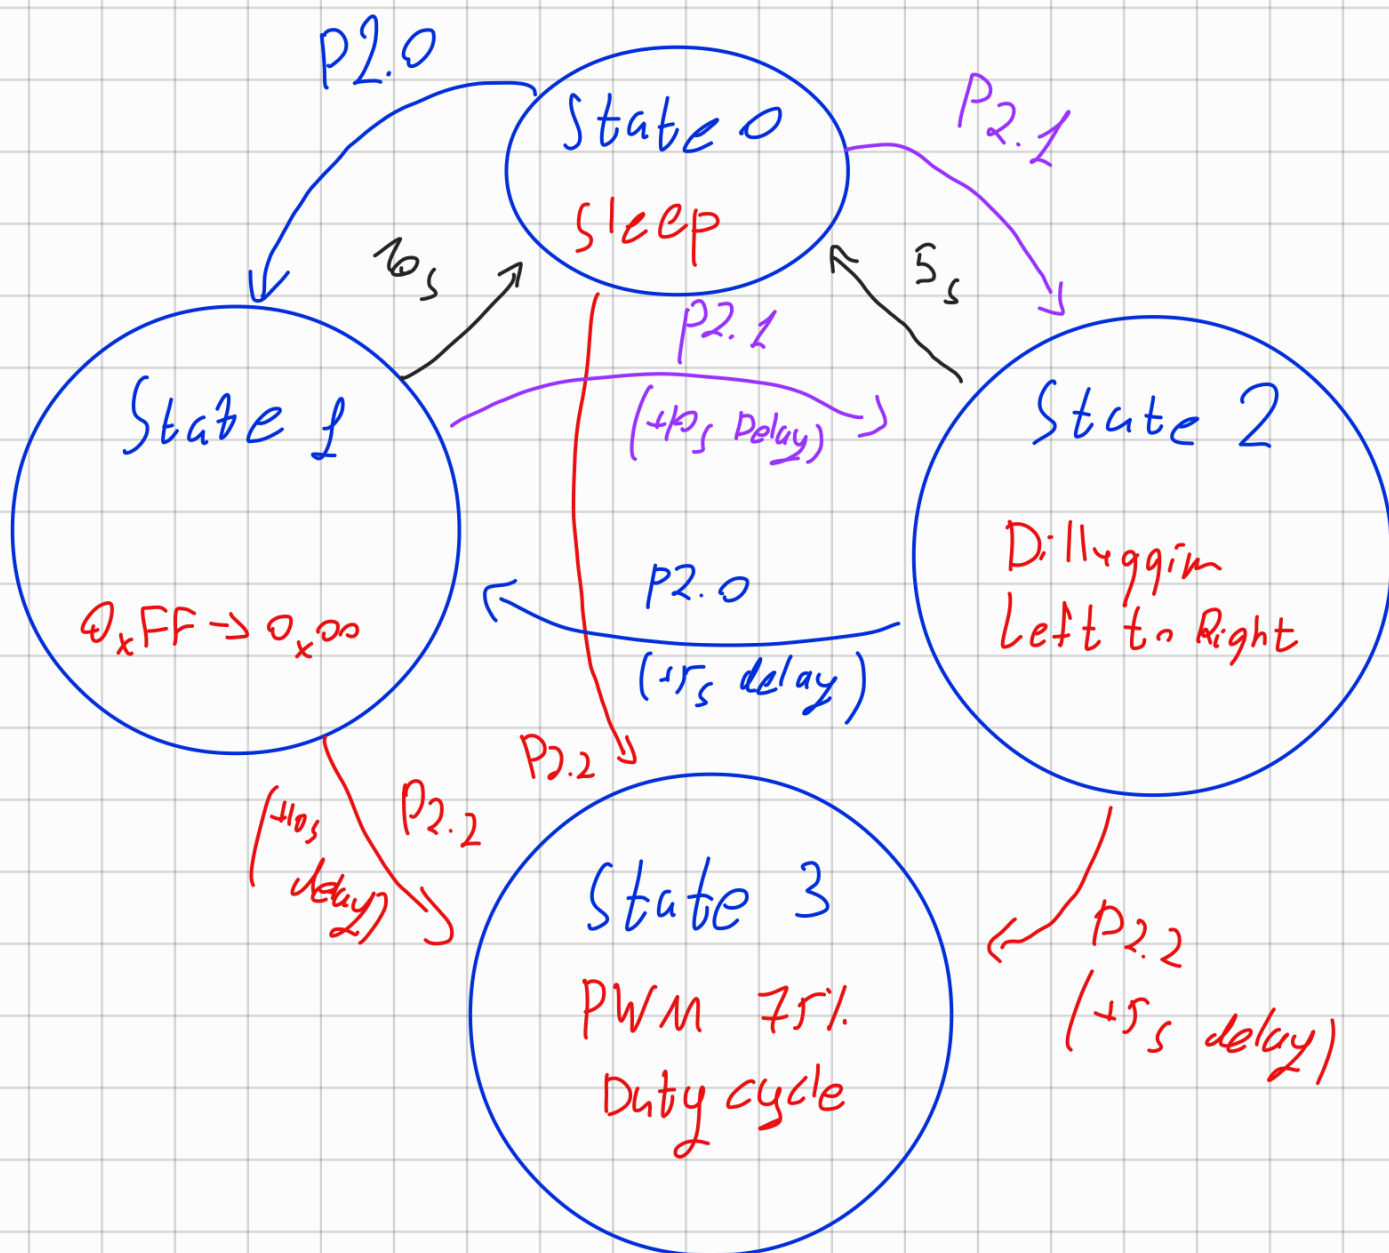 P2.0
State 0
sleep
P2.1
10s
5s
P2.1
(+10s Delay)
State 1
0xFF → 0x00
State 2
Dilluggim
Left to Right
P2.0
(+5s delay)
P2.2
P2.2
(+10s
delay)
State 3
PWM 75%
Duty cycle
P2.2
(+5s delay)